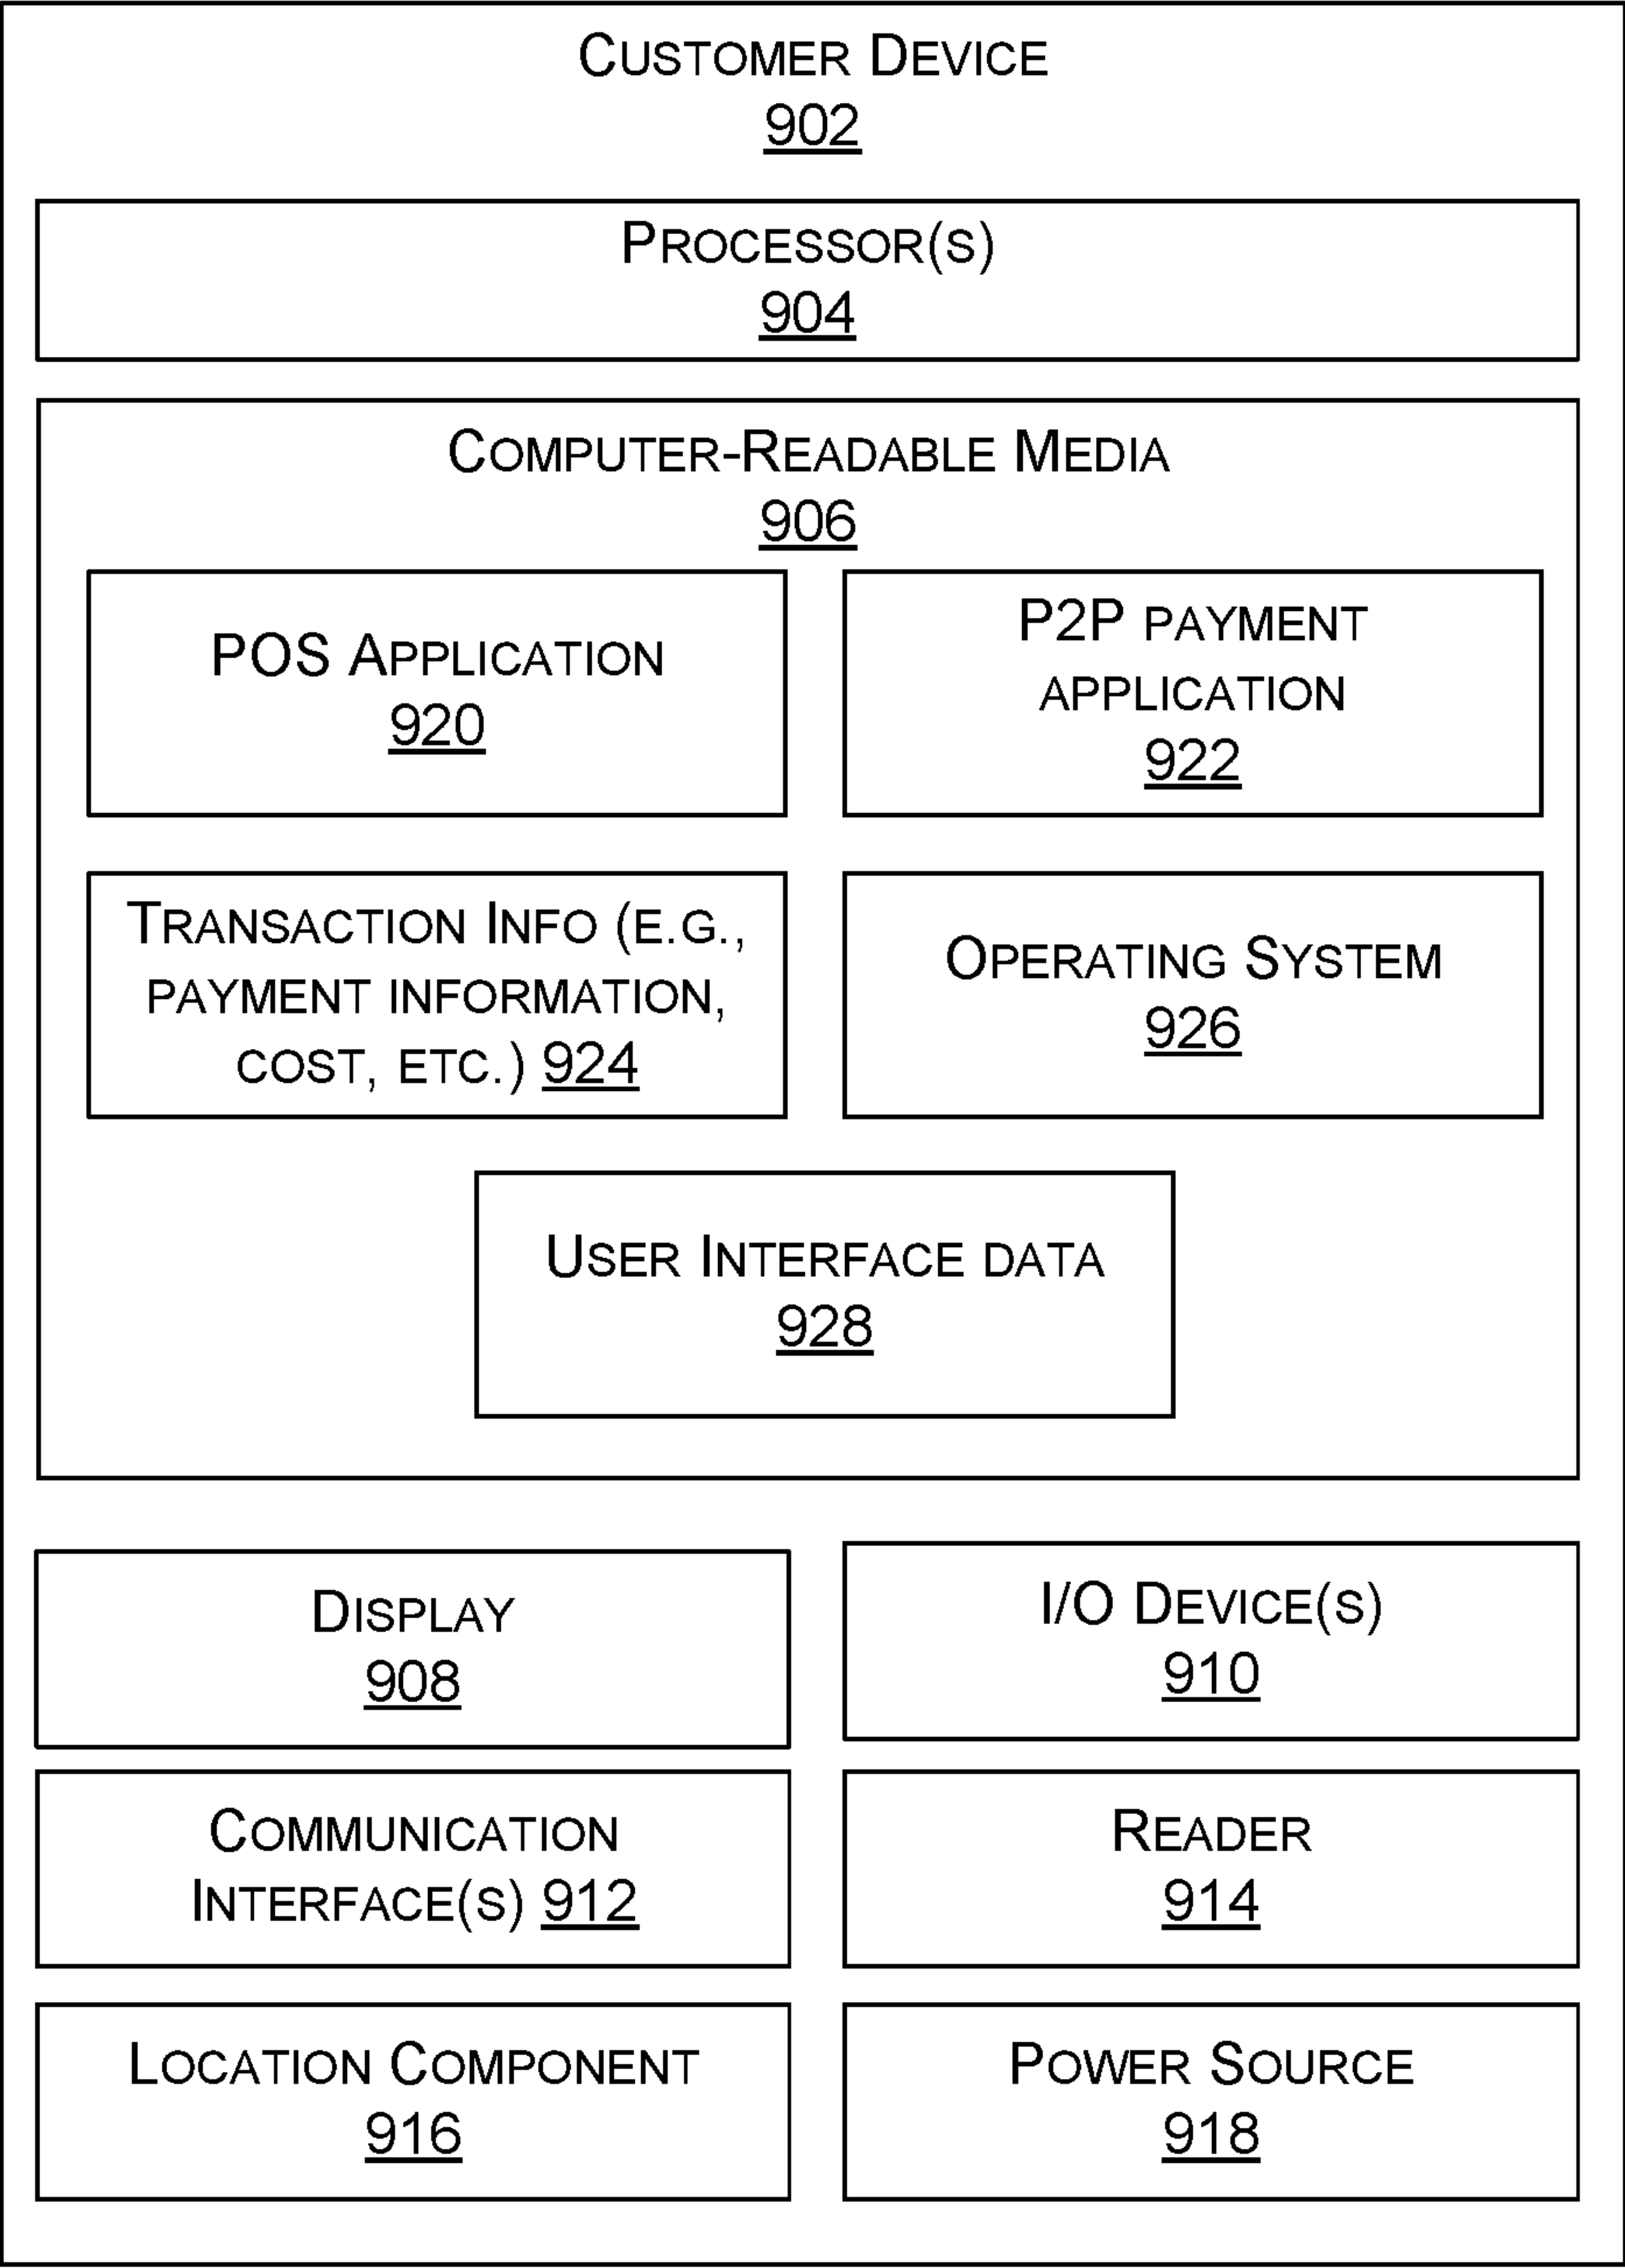 CUSTOMER DEVICE
902
PROCESSOR(S)
904
COMPUTER-READABLE MEDIA
906
POS APPLICATION
920
P2P PAYMENT
APPLICATION
922
TRANSACTION INFO (E.G.,
PAYMENT INFORMATION,
COST, ETC.) 924
OPERATING SYSTEM
926
USER INTERFACE DATA
928
DISPLAY
908
I/O DEVICE(S)
910
COMMUNICATION
INTERFACE(S) 912
READER
914
LOCATION COMPONENT
916
POWER SOURCE
918